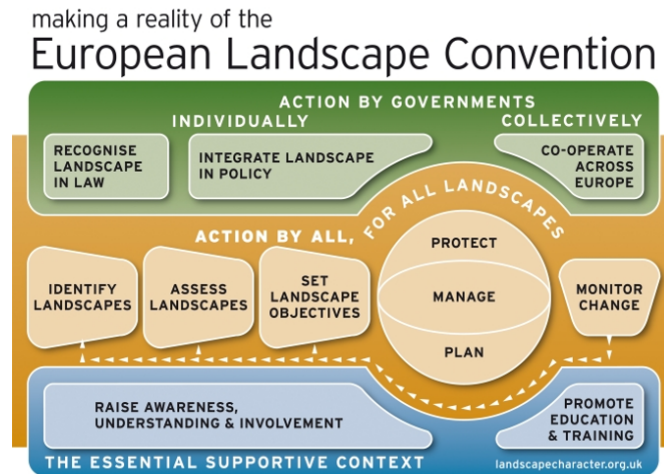 making a reality of the
European Landscape Convention
ACTION BY GOVERNMENTS
INDIVIDUALLY
COLLECTIVELY
RECOGNISE
LANDSCAPE
IN LAW
INTEGRATE LANDSCAPE
IN POLICY
CO-OPERATE
ACROSS
EUROPE
ACTION BY ALL, FOR ALL LANDSCAPES
IDENTIFY
LANDSCAPES
ASSESS
LANDSCAPES
SET
LANDSCAPE
OBJECTIVES
PROTECT
MANAGE
PLAN
MONITOR
CHANGE
RAISE AWARENESS,
UNDERSTANDING & INVOLVEMENT
PROMOTE
EDUCATION
& TRAINING
THE ESSENTIAL SUPPORTIVE CONTEXT
landscapecharacter.org.uk